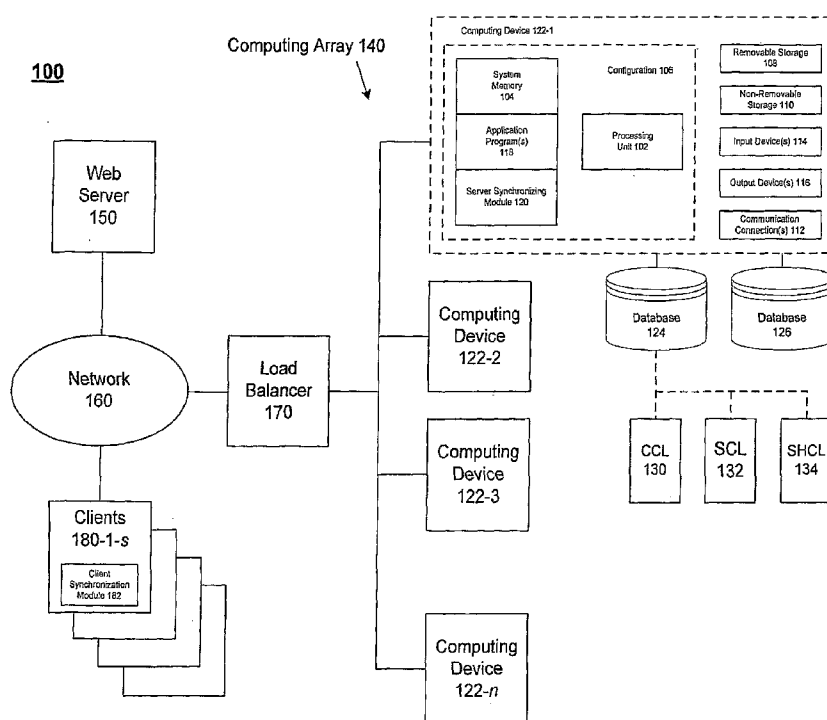 100
Computing Array 140
Computing Device 122-1
System
Memory
104
Configuration 106
Application
Program(s)
118
Processing
Unit 102
Server Synchronizing
Module 120
Removable Storage
108
Non-Removable
Storage 110
Input Device(s) 114
Output Device(s) 116
Communication
Connection(s) 112
Web
Server
150
Network
160
Load
Balancer
170
Clients
180-1-s
Client
Synchronization
Module 182
Computing
Device
122-2
Computing
Device
122-3
Computing
Device
122-n
Database
124
Database
126
CCL
130
SCL
132
SHCL
134